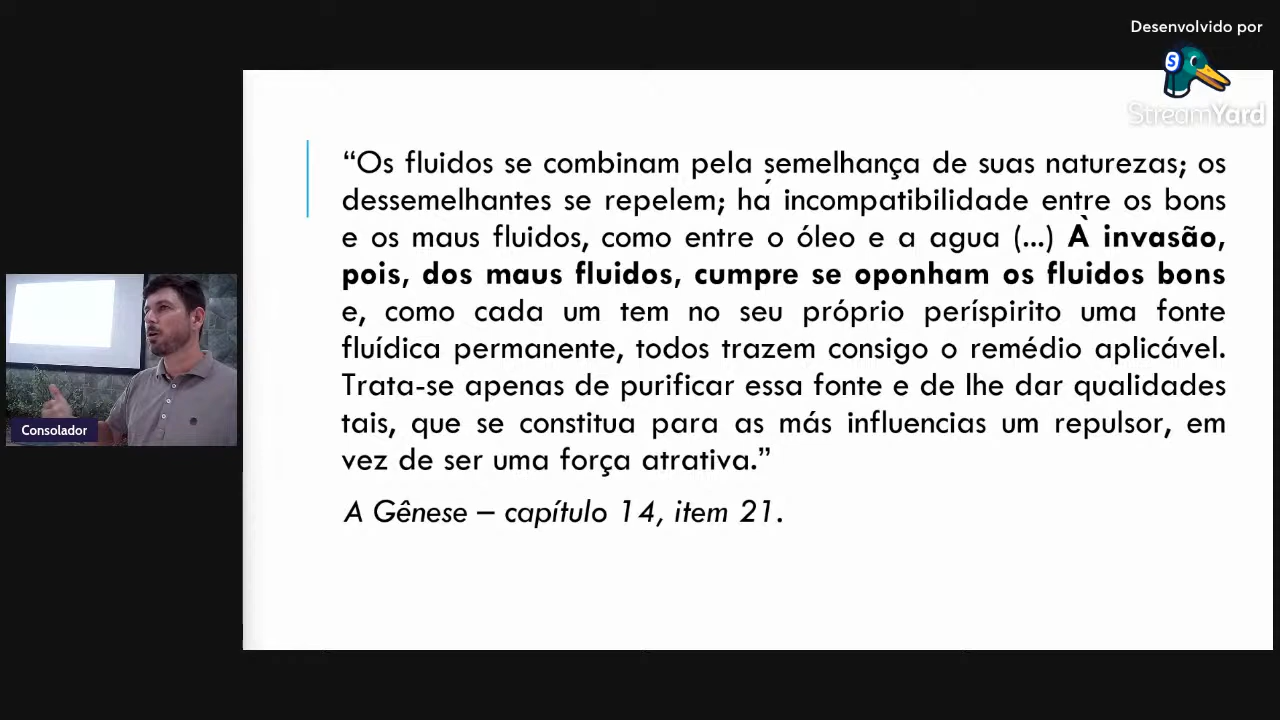 Desenvolvido por
S
StreamYard
“Os fluidos se combinam pela semelhança de suas naturezas; os
dessemelhantes se repelem; há incompatibilidade entre os bons
e os maus fluidos, como entre o óleo e a agua (...) À invasão,
pois, dos maus fluidos, cumpre se oponham os fluidos bons
e, como cada um tem no seu próprio períspirito uma fonte
fluídica permanente, todos trazem consigo o remédio aplicável.
Trata-se apenas de purificar essa fonte e de lhe dar qualidades
tais, que se constitua para as más influencias um repulsor, em
vez de ser uma força atrativa.”
A Gênese – capítulo 14, item 21.
Consolador